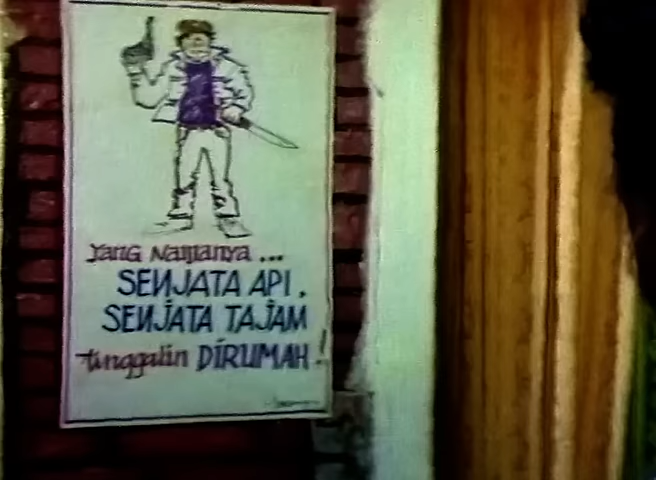 Yang Namanya ...
SENJATA API,
SENJATA TAJAM
tinggalin DIRUMAH!